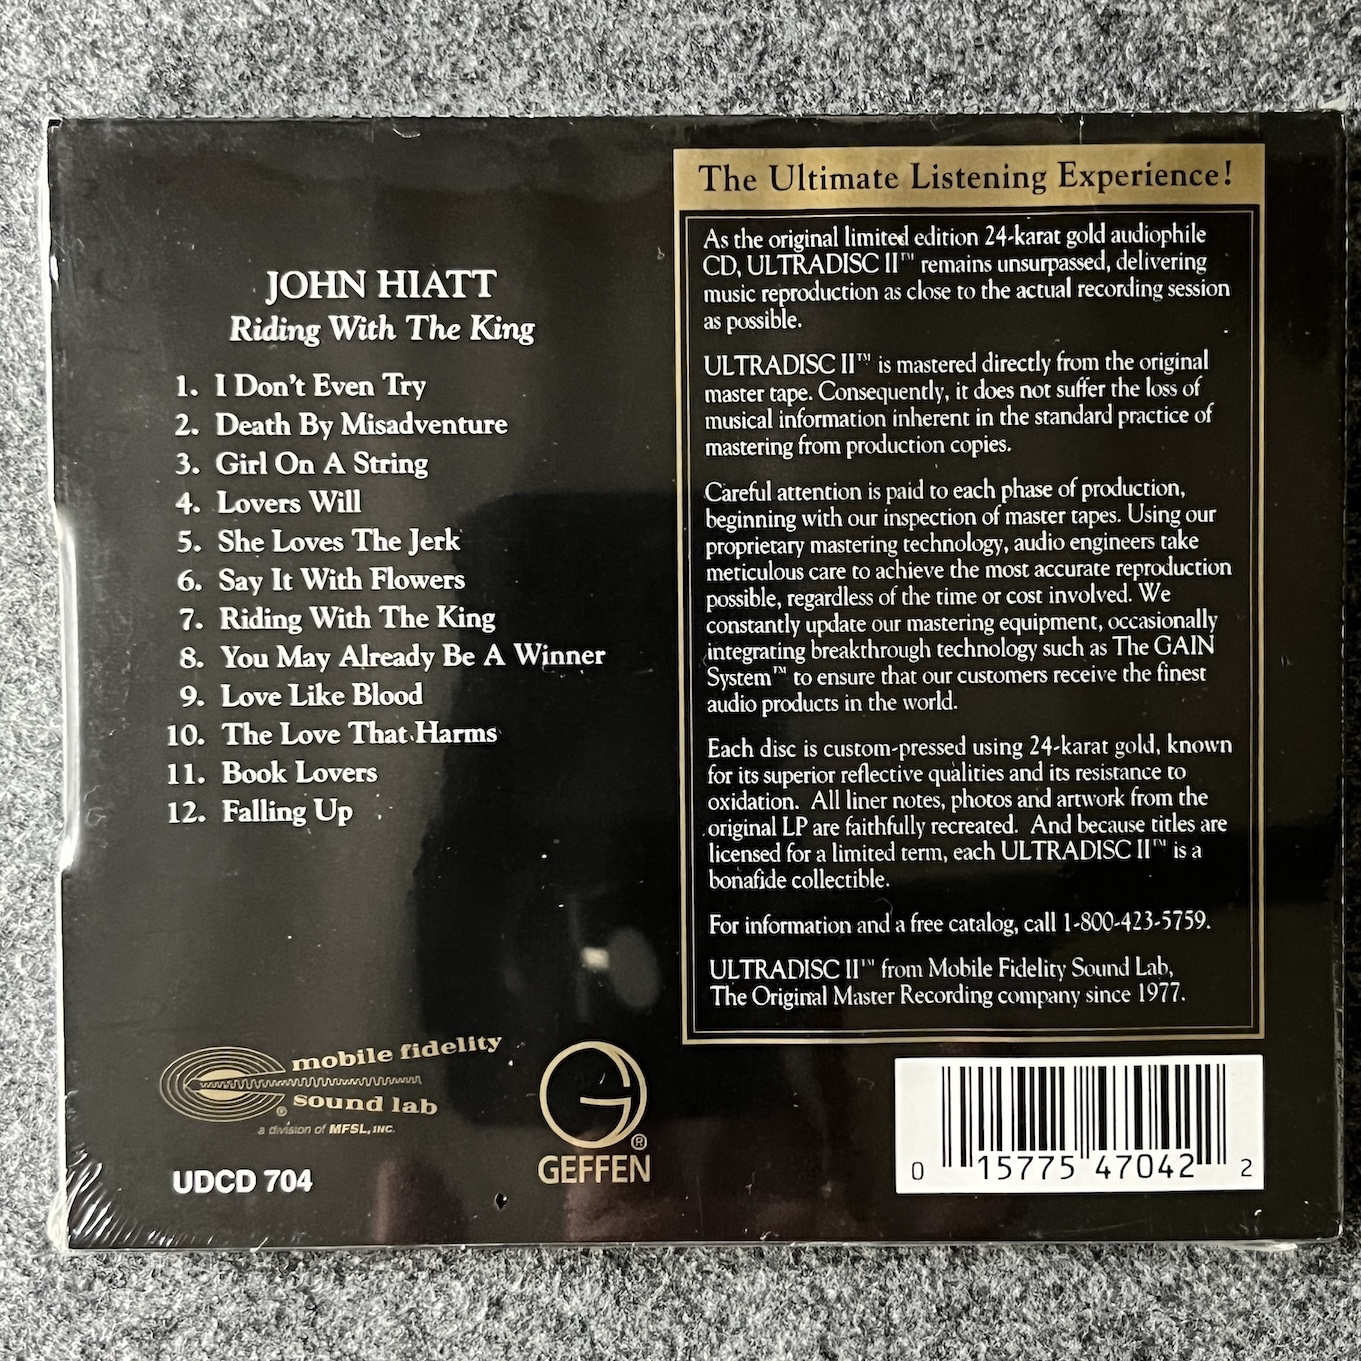 JOHN HIATT
Riding With The King
1. I Don't Even Try
2. Death By Misadventure
3. Girl On A String
4. Lovers Will
5. She Loves The Jerk
6. Say It With Flowers
7. Riding With The King
8. You May Already Be A Winner
9. Love Like Blood
10. The Love That Harms
11. Book Lovers
12. Falling Up
mobile fidelity
sound lab
®
a division of MFSL, INC.
UDCD 704
®
GEFFEN
The Ultimate Listening Experience!
As the original limited edition 24-karat gold audiophile
CD, ULTRADISC II™ remains unsurpassed, delivering
music reproduction as close to the actual recording session
as possible.
ULTRADISC II™ is mastered directly from the original
master tape. Consequently, it does not suffer the loss of
musical information inherent in the standard practice of
mastering from production copies.
Careful attention is paid to each phase of production,
beginning with our inspection of master tapes. Using our
proprietary mastering technology, audio engineers take
meticulous care to achieve the most accurate reproduction
possible, regardless of the time or cost involved. We
constantly update our mastering equipment, occasionally
integrating breakthrough technology such as The GAIN
System™ to ensure that our customers receive the finest
audio products in the world.
Each disc is custom-pressed using 24-karat gold, known
for its superior reflective qualities and its resistance to
oxidation. All liner notes, photos and artwork from the
original LP are faithfully recreated. And because titles are
licensed for a limited term, each ULTRADISC II™ is a
bonafide collectible.
For information and a free catalog, call 1-800-423-5759.
ULTRADISC II™ from Mobile Fidelity Sound Lab,
The Original Master Recording company since 1977.
0 15775 47042 2